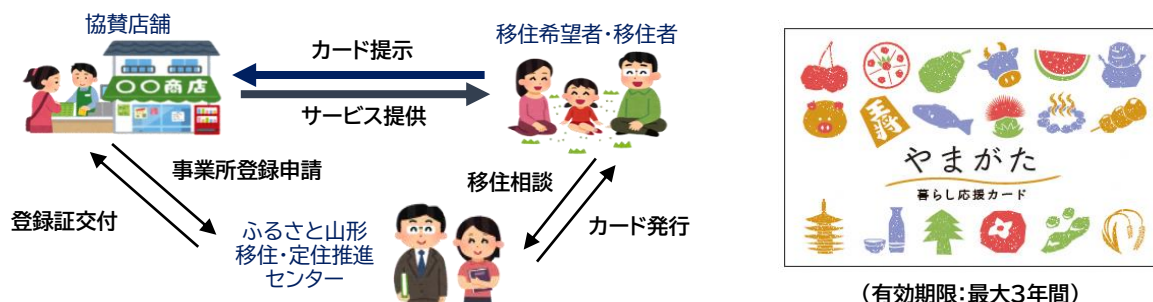 協賛店舗
〇〇商店
カード提示
サービス提供
移住希望者・移住者
事業所登録申請
登録証交付
移住相談
カード発行
ふるさと山形
移住・定住推進
センター
王将
やまがた
暮らし応援カード
(有効期限:最大3年間)